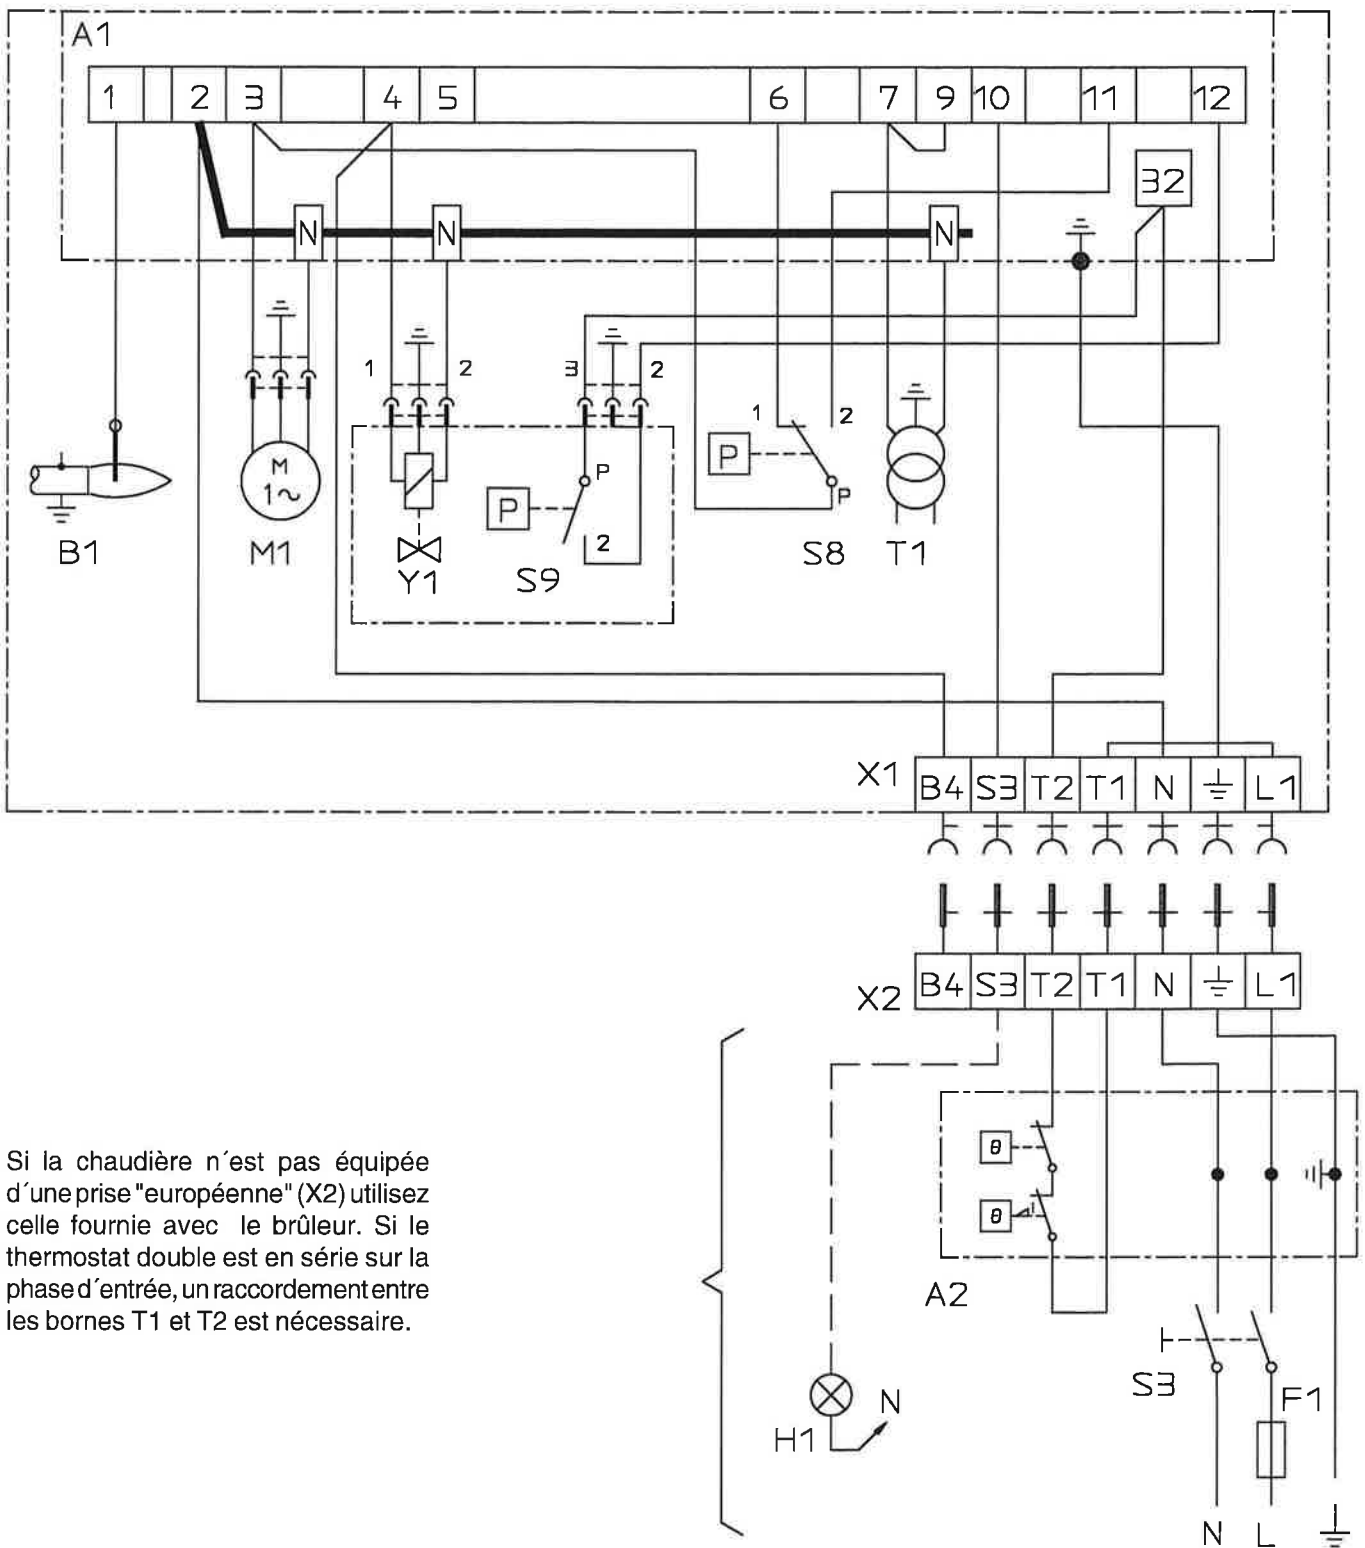 A1
1 2 3 4 5 6 7 9 10 11 12
32
N N N
1 2 3 2
1 2
P P
M
1~
P P
2
B1 M1 Y1 S9 S8 T1
X1 B4 S3 T2 T1 N L1
X2 B4 S3 T2 T1 N L1
θ
θ
A2
Si la chaudière n´est pas équipée
d´une prise "européenne" (X2) utilisez
celle fournie avec le brûleur. Si le
thermostat double est en série sur la
phase d´entrée, un raccordement entre
les bornes T1 et T2 est nécessaire.
S3 F1
H1 N
N L